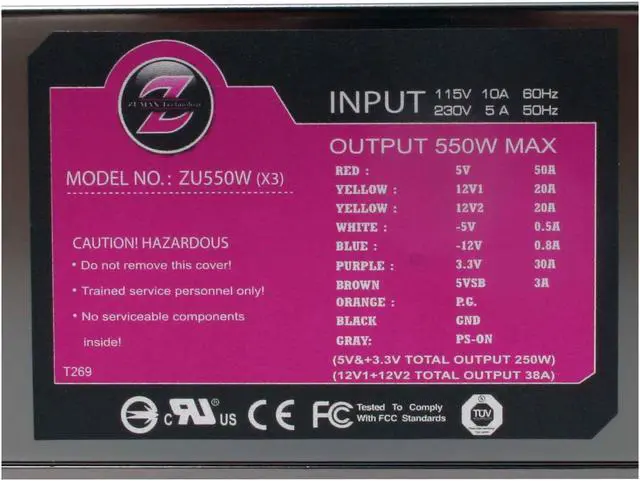 Z
ZUMAX Technology
INPUT 115V 10A 60Hz
230V 5A 50Hz
OUTPUT 550W MAX
MODEL NO.: ZU550W (X3)
RED : 5V 50A
YELLOW : 12V1 20A
YELLOW : 12V2 20A
WHITE : -5V 0.5A
BLUE : -12V 0.8A
PURPLE : 3.3V 30A
BROWN 5VSB 3A
ORANGE : P.G.
BLACK GND
GRAY: PS-ON
(5V&+3.3V TOTAL OUTPUT 250W)
(12V1+12V2 TOTAL OUTPUT 38A)
CAUTION! HAZARDOUS
• Do not remove this cover!
• Trained service personnel only!
• No serviceable components
inside!
T269
c RU US CE FC Tested To Comply
With FCC Standards
TÜV